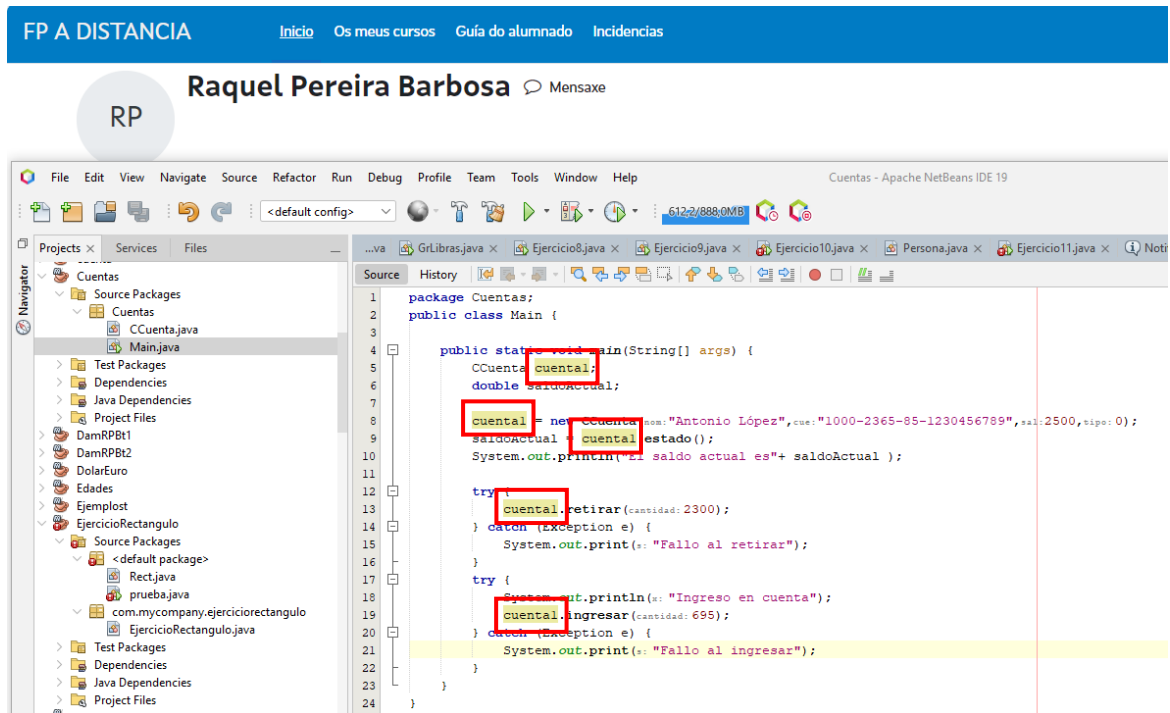 FP A DISTANCIA Inicio Os meus cursos Guía do alumnado Incidencias
RP Raquel Pereira Barbosa Mensaxe
File Edit View Navigate Source Refactor Run Debug Profile Team Tools Window Help Cuentas - Apache NetBeans IDE 19
<default config> 612,2/888,0MB
Projects Services Files
...va GrLibras.java Ejercicio8.java Ejercicio9.java Ejercicio10.java Persona.java Ejercicio11.java Noti
Navigator
Source History
Cuentas
Source Packages
Cuentas
CCuenta.java
Main.java
Test Packages
Dependencies
Java Dependencies
Project Files
DamRPBt1
DamRPBt2
DolarEuro
Edades
Ejemplost
EjercicioRectangulo
Source Packages
<default package>
Rect.java
prueba.java
com.mycompany.ejerciciorectangulo
EjercicioRectangulo.java
Test Packages
Dependencies
Java Dependencies
Project Files
1 package Cuentas;
2 public class Main {
3
4 public static void main(String[] args) {
5 CCuenta cuenta1;
6 double saldoActual;
7
8 cuenta1 = new CCuenta(nom: "Antonio López",cue: "1000-2365-85-1230456789",sal: 2500,tipo: 0);
9 saldoActual = cuenta1.estado();
10 System.out.println("El saldo actual es"+ saldoActual );
11
12 try {
13 cuenta1.retirar(cantidad: 2300);
14 } catch (Exception e) {
15 System.out.print(s: "Fallo al retirar");
16 }
17 try {
18 System.out.println(x: "Ingreso en cuenta");
19 cuenta1.ingresar(cantidad: 695);
20 } catch (Exception e) {
21 System.out.print(s: "Fallo al ingresar");
22 }
23 }
24 }